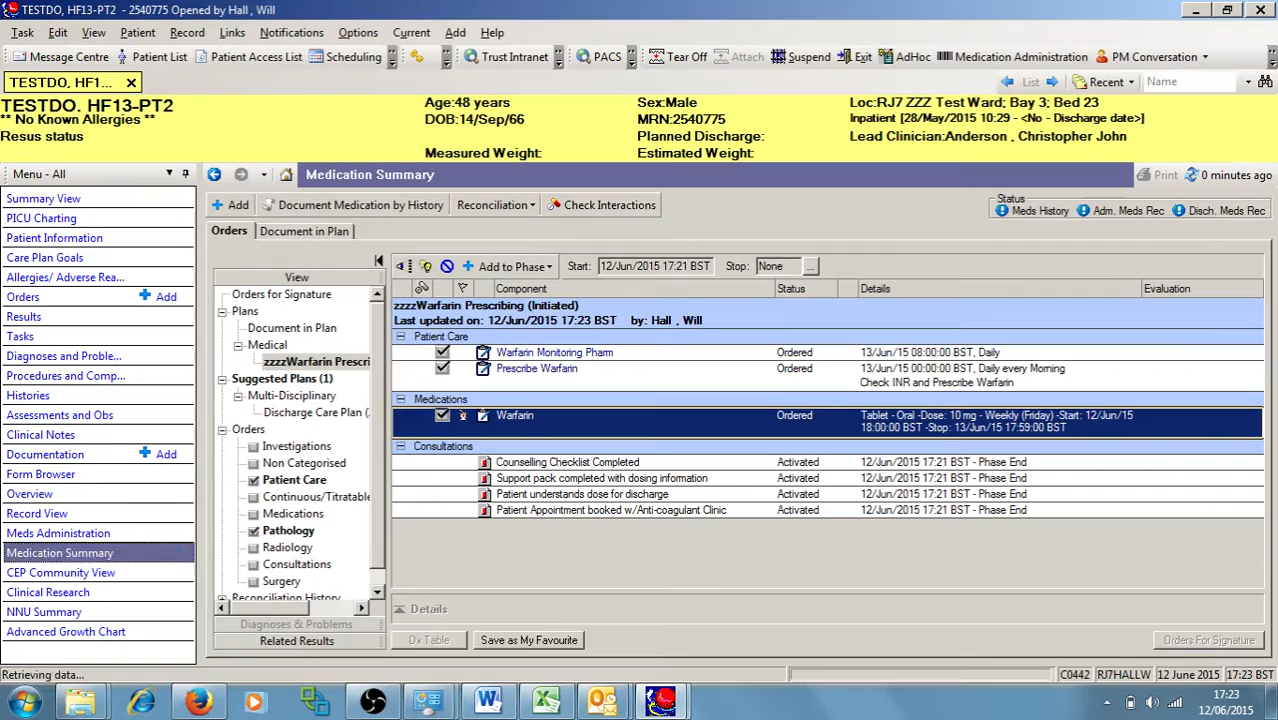 TESTDO, HF13-PT2 - 2540775 Opened by Hall , Will
Task Edit View Patient Record Links Notifications Options Current Add Help
Message Centre Patient List Patient Access List Scheduling Trust Intranet PACS Tear Off Attach Suspend Exit AdHoc Medication Administration PM Conversation
TESTDO, HF1... List Recent Name
TESTDO. HF13-PT2 Age:48 years Sex:Male Loc:RJ7 ZZZ Test Ward; Bay 3; Bed 23
** No Known Allergies ** DOB:14/Sep/66 MRN:2540775 Inpatient [28/May/2015 10:29 - <No - Discharge date>]
Resus status Planned Discharge: Lead Clinician:Anderson , Christopher John
Measured Weight: Estimated Weight:
Menu - All Medication Summary Print 0 minutes ago
Summary View
PICU Charting
Patient Information
Care Plan Goals
Allergies/ Adverse Rea...
Orders Add
Results
Tasks
Diagnoses and Proble...
Procedures and Comp...
Histories
Assessments and Obs
Clinical Notes
Documentation Add
Form Browser
Overview
Record View
Meds Administration
Medication Summary
CEP Community View
Clinical Research
NNU Summary
Advanced Growth Chart
Add Document Medication by History Reconciliation Check Interactions
Status
Meds History Adm. Meds Rec Disch. Meds Rec
Orders Document in Plan
View
Orders for Signature
Plans
Document in Plan
Medical
zzzzWarfarin Prescri
Suggested Plans (1)
Multi-Disciplinary
Discharge Care Plan (
Orders
Investigations
Non Categorised
Patient Care
Continuous/Titratable
Medications
Pathology
Radiology
Consultations
Surgery
Reconciliation History
Diagnoses & Problems
Related Results
Add to Phase Start: 12/Jun/2015 17:21 BST Stop: None ...
Component Status Details Evaluation
zzzzWarfarin Prescribing (Initiated)
Last updated on: 12/Jun/2015 17:23 BST by: Hall , Will
Patient Care
Warfarin Monitoring Pharm Ordered 13/Jun/15 08:00:00 BST, Daily
Prescribe Warfarin Ordered 13/Jun/15 00:00:00 BST, Daily every Morning
Check INR and Prescribe Warfarin
Medications
Warfarin Ordered Tablet - Oral -Dose: 10 mg - Weekly (Friday) -Start: 12/Jun/15
18:00:00 BST -Stop: 13/Jun/15 17:59:00 BST
Consultations
Counselling Checklist Completed Activated 12/Jun/2015 17:21 BST - Phase End
Support pack completed with dosing information Activated 12/Jun/2015 17:21 BST - Phase End
Patient understands dose for discharge Activated 12/Jun/2015 17:21 BST - Phase End
Patient Appointment booked w/Anti-coagulant Clinic Activated 12/Jun/2015 17:21 BST - Phase End
Details
Dx Table Save as My Favourite Orders For Signature
Retrieving data... C0442 RJ7HALLW 12 June 2015 17:23 BST
17:23
12/06/2015